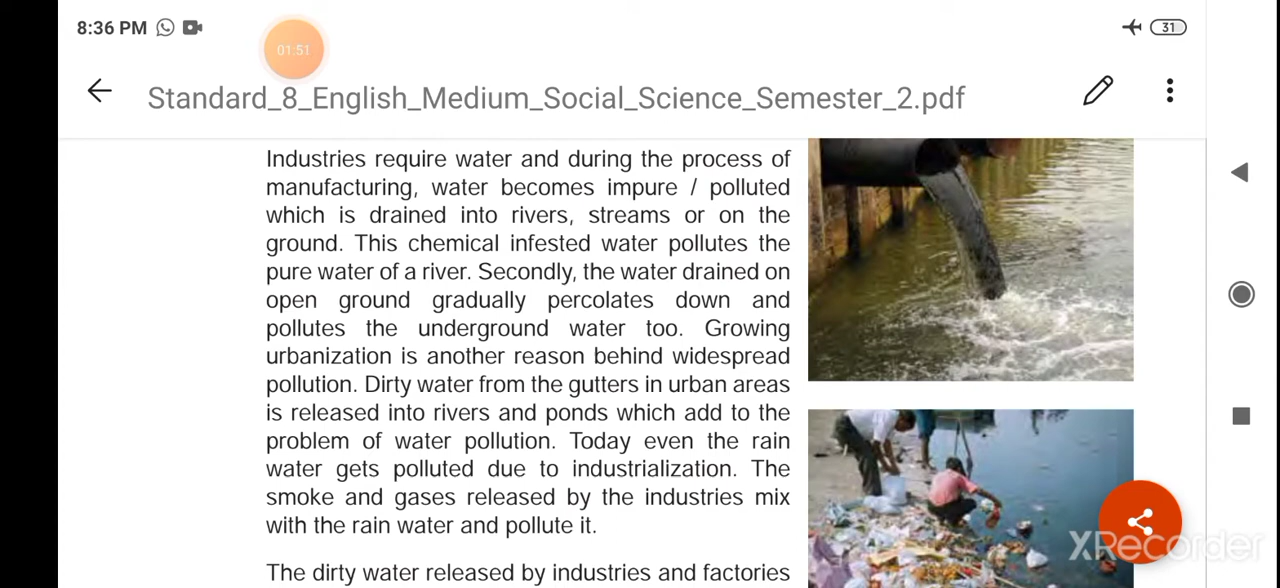 8:36 PM
01:51
31
Standard_8_English_Medium_Social_Science_Semester_2.pdf
Industries require water and during the process of
manufacturing, water becomes impure / polluted
which is drained into rivers, streams or on the
ground. This chemical infested water pollutes the
pure water of a river. Secondly, the water drained on
open ground gradually percolates down and
pollutes the underground water too. Growing
urbanization is another reason behind widespread
pollution. Dirty water from the gutters in urban areas
is released into rivers and ponds which add to the
problem of water pollution. Today even the rain
water gets polluted due to industrialization. The
smoke and gases released by the industries mix
with the rain water and pollute it.
The dirty water released by industries and factories
XRecorder